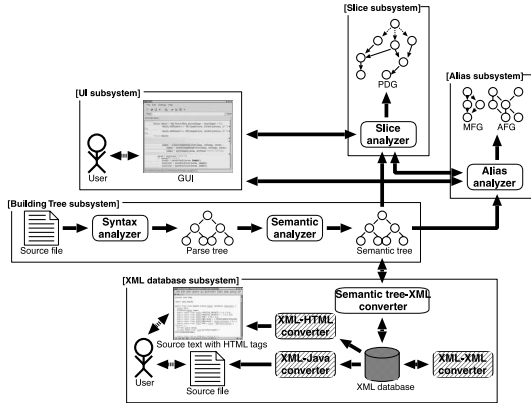 [Slice subsystem]
PDG
Slice
analyzer
[Alias subsystem]
MFG
AFG
Alias
analyzer
[UI subsystem]
User
GUI
[Building Tree subsystem]
Source file
Syntax
analyzer
Parse tree
Semantic
analyzer
Semantic tree
[XML database subsystem]
Semantic tree-XML
converter
Source text with HTML tags
XML-HTML
converter
User
Source file
XML-Java
converter
XML database
XML-XML
converter